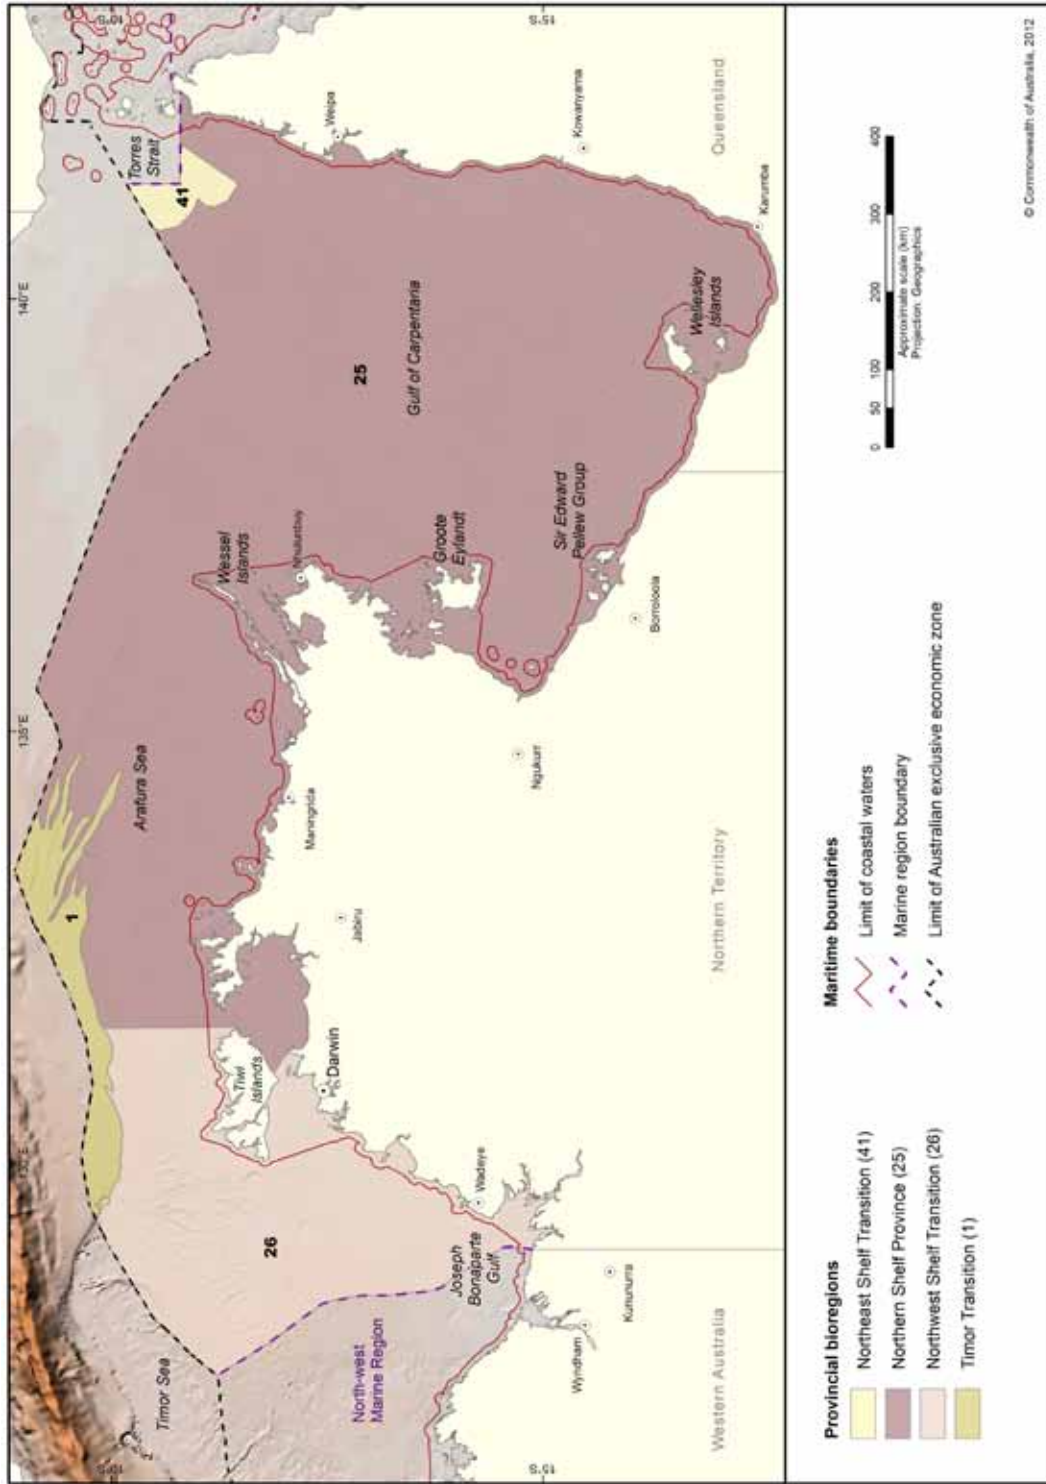 10°S
10°S
130°E
135°E
140°E
15°S
15°S
Timor Sea
Arafura Sea
Torres
Strait
1
41
26
25
North-west
Marine Region
Joseph
Bonaparte
Gulf
Tiwi
Islands
Darwin
Wadeye
Wyndham
Kununurra
Jabiru
Maningrida
Wessel
Islands
Nhulunbuy
Groote
Eylandt
Ngukurr
Sir Edward
Pellew Group
Borroloola
Gulf of Carpentaria
Wellesley
Islands
Weipa
Kowanyama
Karumba
Western Australia
Northern Territory
Queensland
Provincial bioregions
Northeast Shelf Transition (41)
Northern Shelf Province (25)
Northwest Shelf Transition (26)
Timor Transition (1)
Maritime boundaries
Limit of coastal waters
Marine region boundary
Limit of Australian exclusive economic zone
0 50 100 200 300 400
Approximate scale (km)
Projection: Geographics
© Commonwealth of Australia, 2012